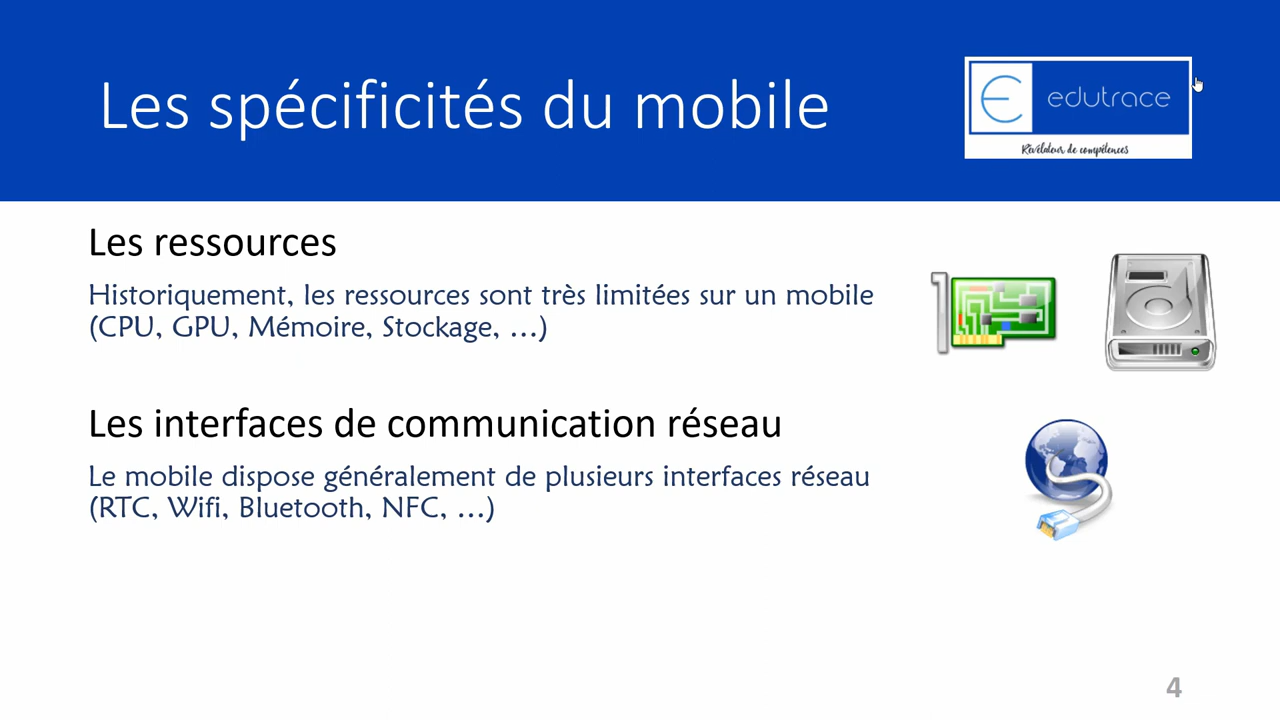 Les spécificités du mobile
E edutrace
Révélateur de compétences
Les ressources
Historiquement, les ressources sont très limitées sur un mobile
(CPU, GPU, Mémoire, Stockage, …)
Les interfaces de communication réseau
Le mobile dispose généralement de plusieurs interfaces réseau
(RTC, Wifi, Bluetooth, NFC, …)
4